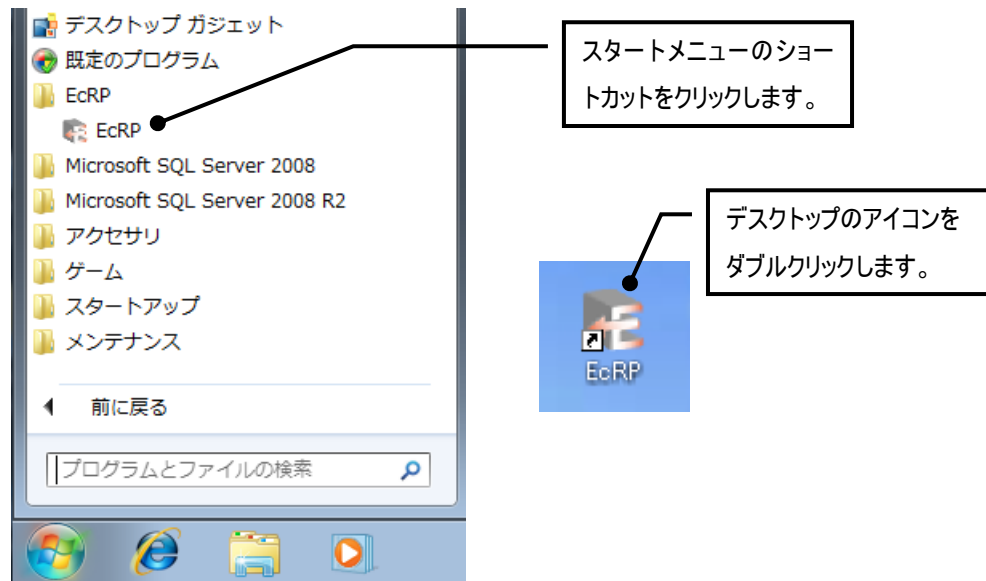 デスクトップ ガジェット
既定のプログラム
EcRP
EcRP
Microsoft SQL Server 2008
Microsoft SQL Server 2008 R2
アクセサリ
ゲーム
スタートアップ
メンテナンス
前に戻る
プログラムとファイルの検索
スタートメニューのショー
トカットをクリックします。
デスクトップのアイコンを
ダブルクリックします。
E
EcRP